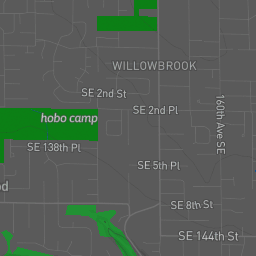 WILLOWBROOK
SE 2nd St
SE 2nd Pl
160th Ave SE
hobo camp
SE 138th Pl
SE 5th Pl
SE 8th St
SE 144th St